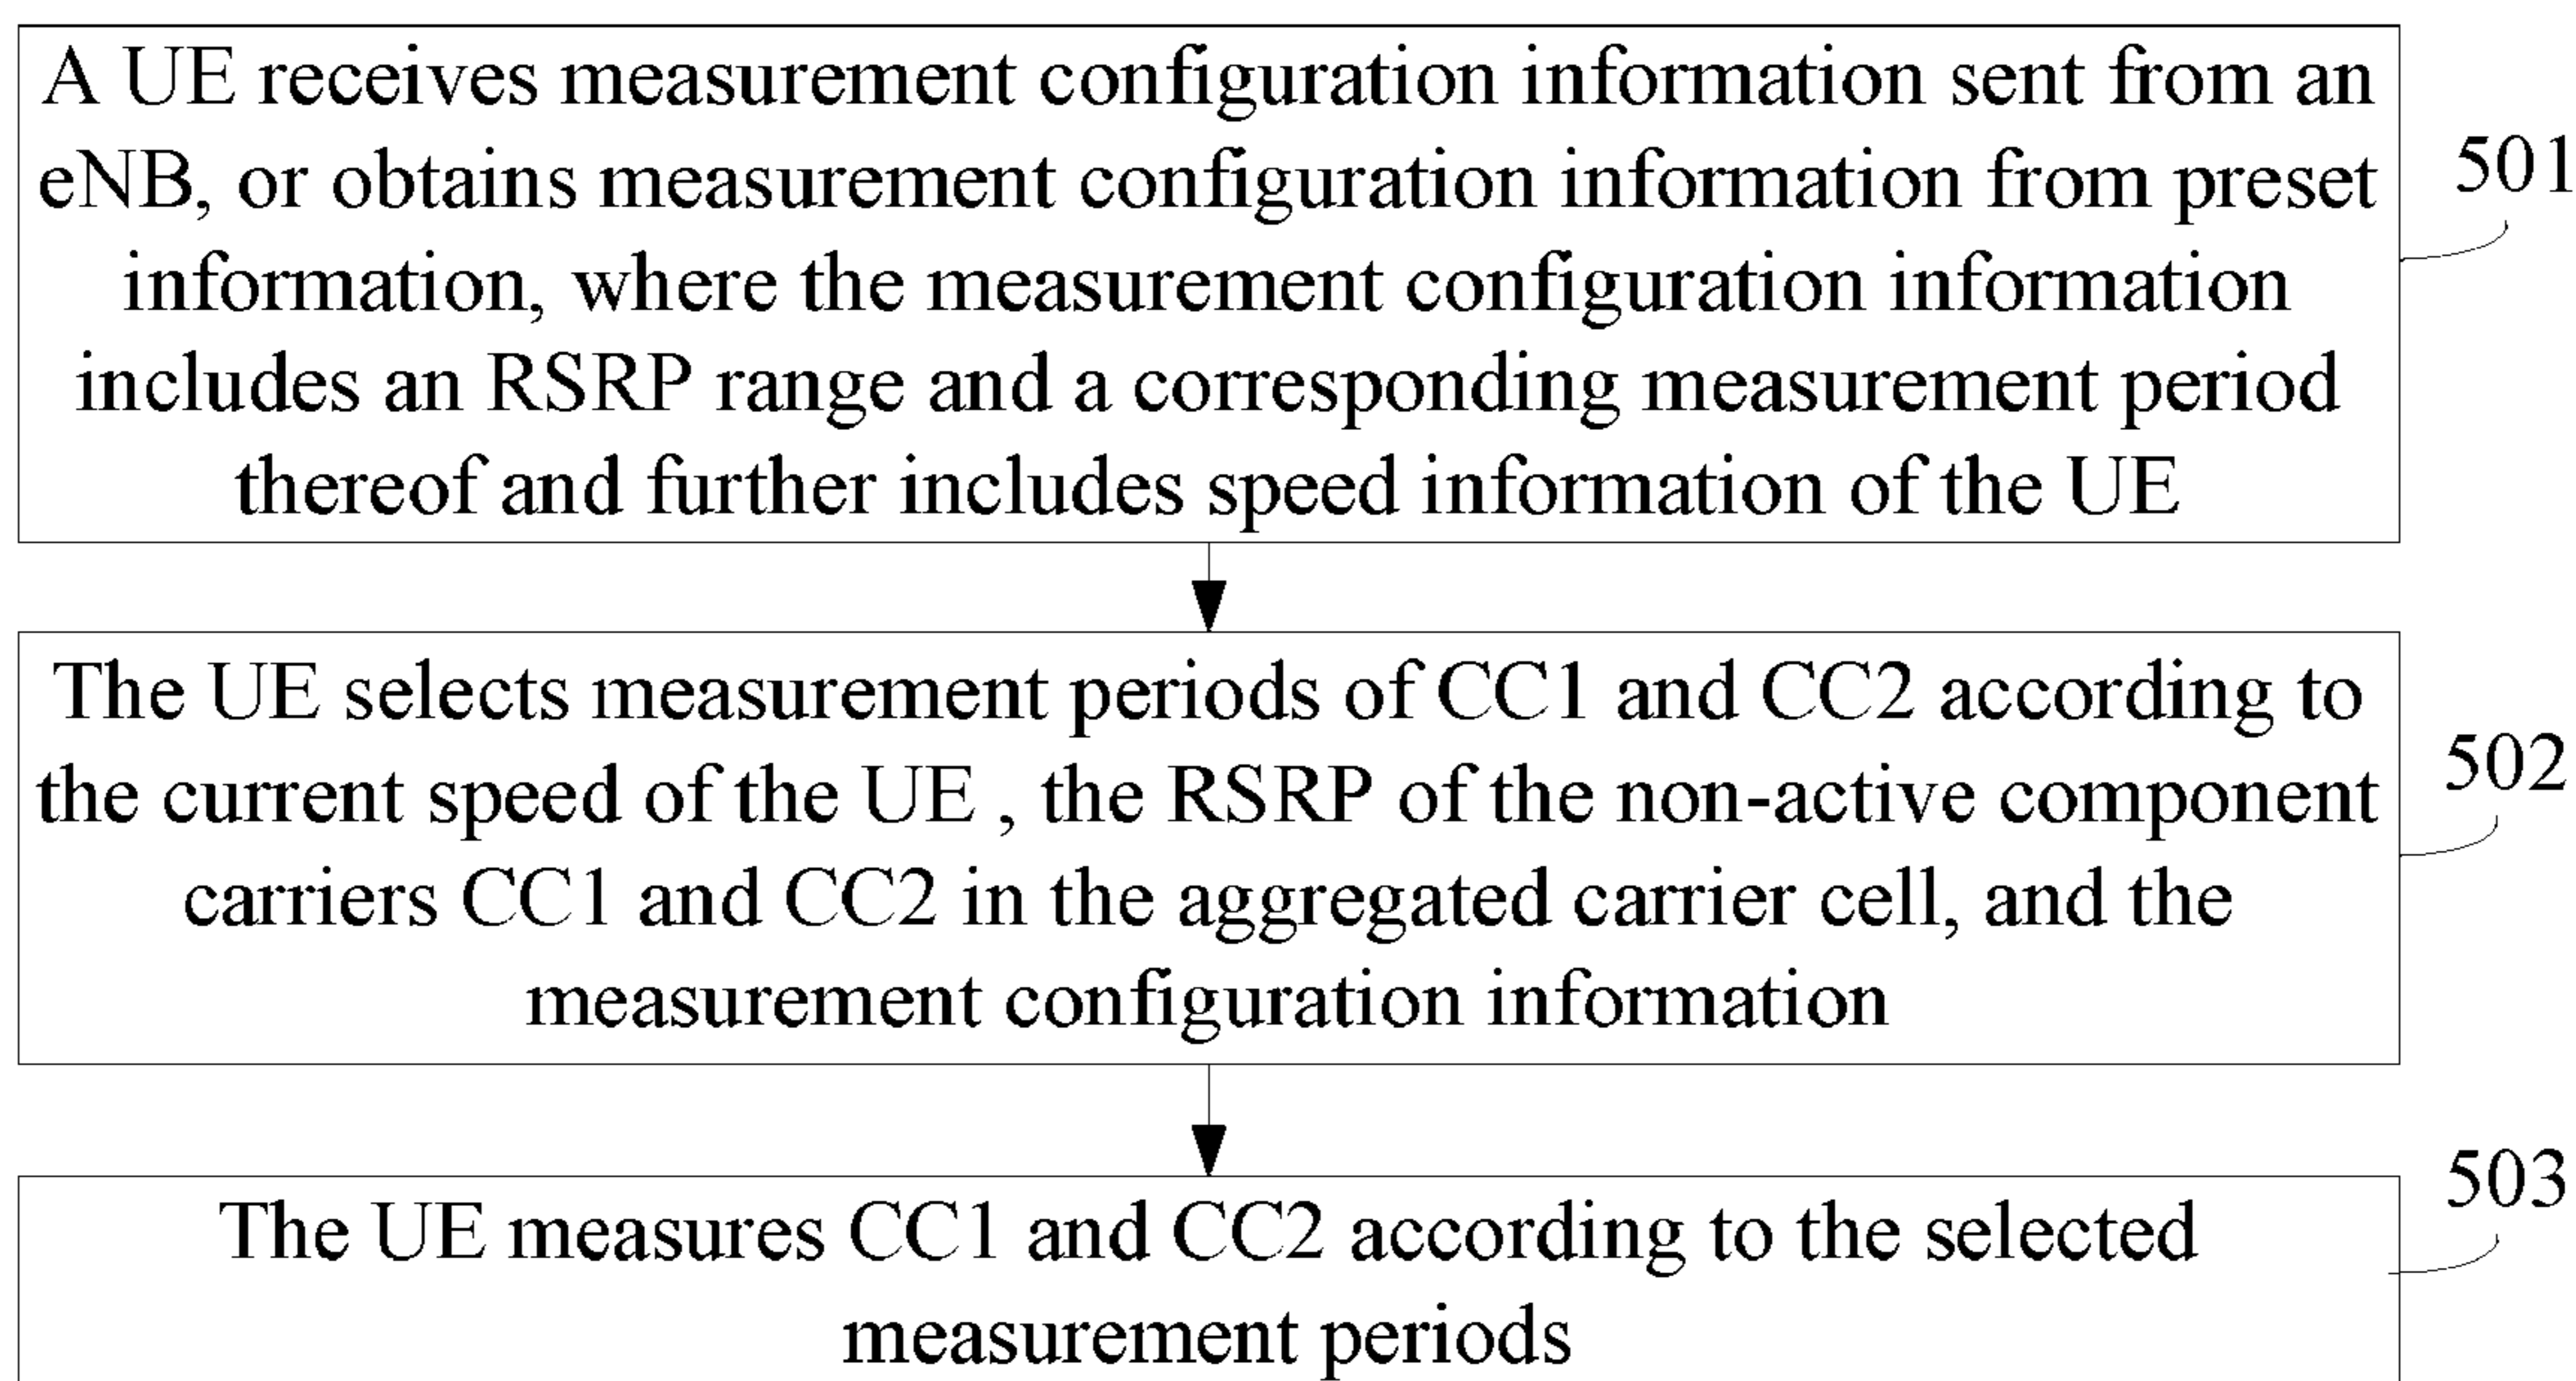 A UE receives measurement configuration information sent from an
eNB, or obtains measurement configuration information from preset
information, where the measurement configuration information
includes an RSRP range and a corresponding measurement period
thereof and further includes speed information of the UE
501
The UE selects measurement periods of CC1 and CC2 according to
the current speed of the UE , the RSRP of the non-active component
carriers CC1 and CC2 in the aggregated carrier cell, and the
measurement configuration information
502
The UE measures CC1 and CC2 according to the selected
measurement periods
503